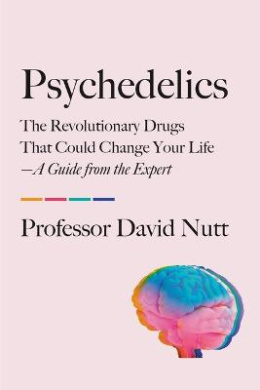 Psychedelics
The Revolutionary Drugs
That Could Change Your Life
—A Guide from the Expert
Professor David Nutt